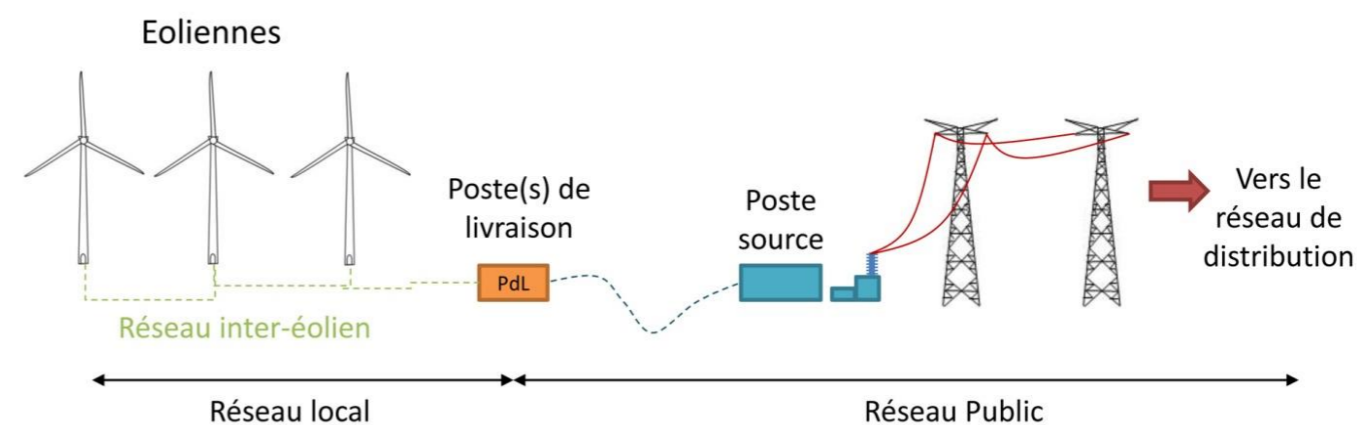 Eoliennes
Poste(s) de
livraison
PdL
Réseau inter-éolien
Poste
source
Vers le
réseau de
distribution
Réseau local
Réseau Public